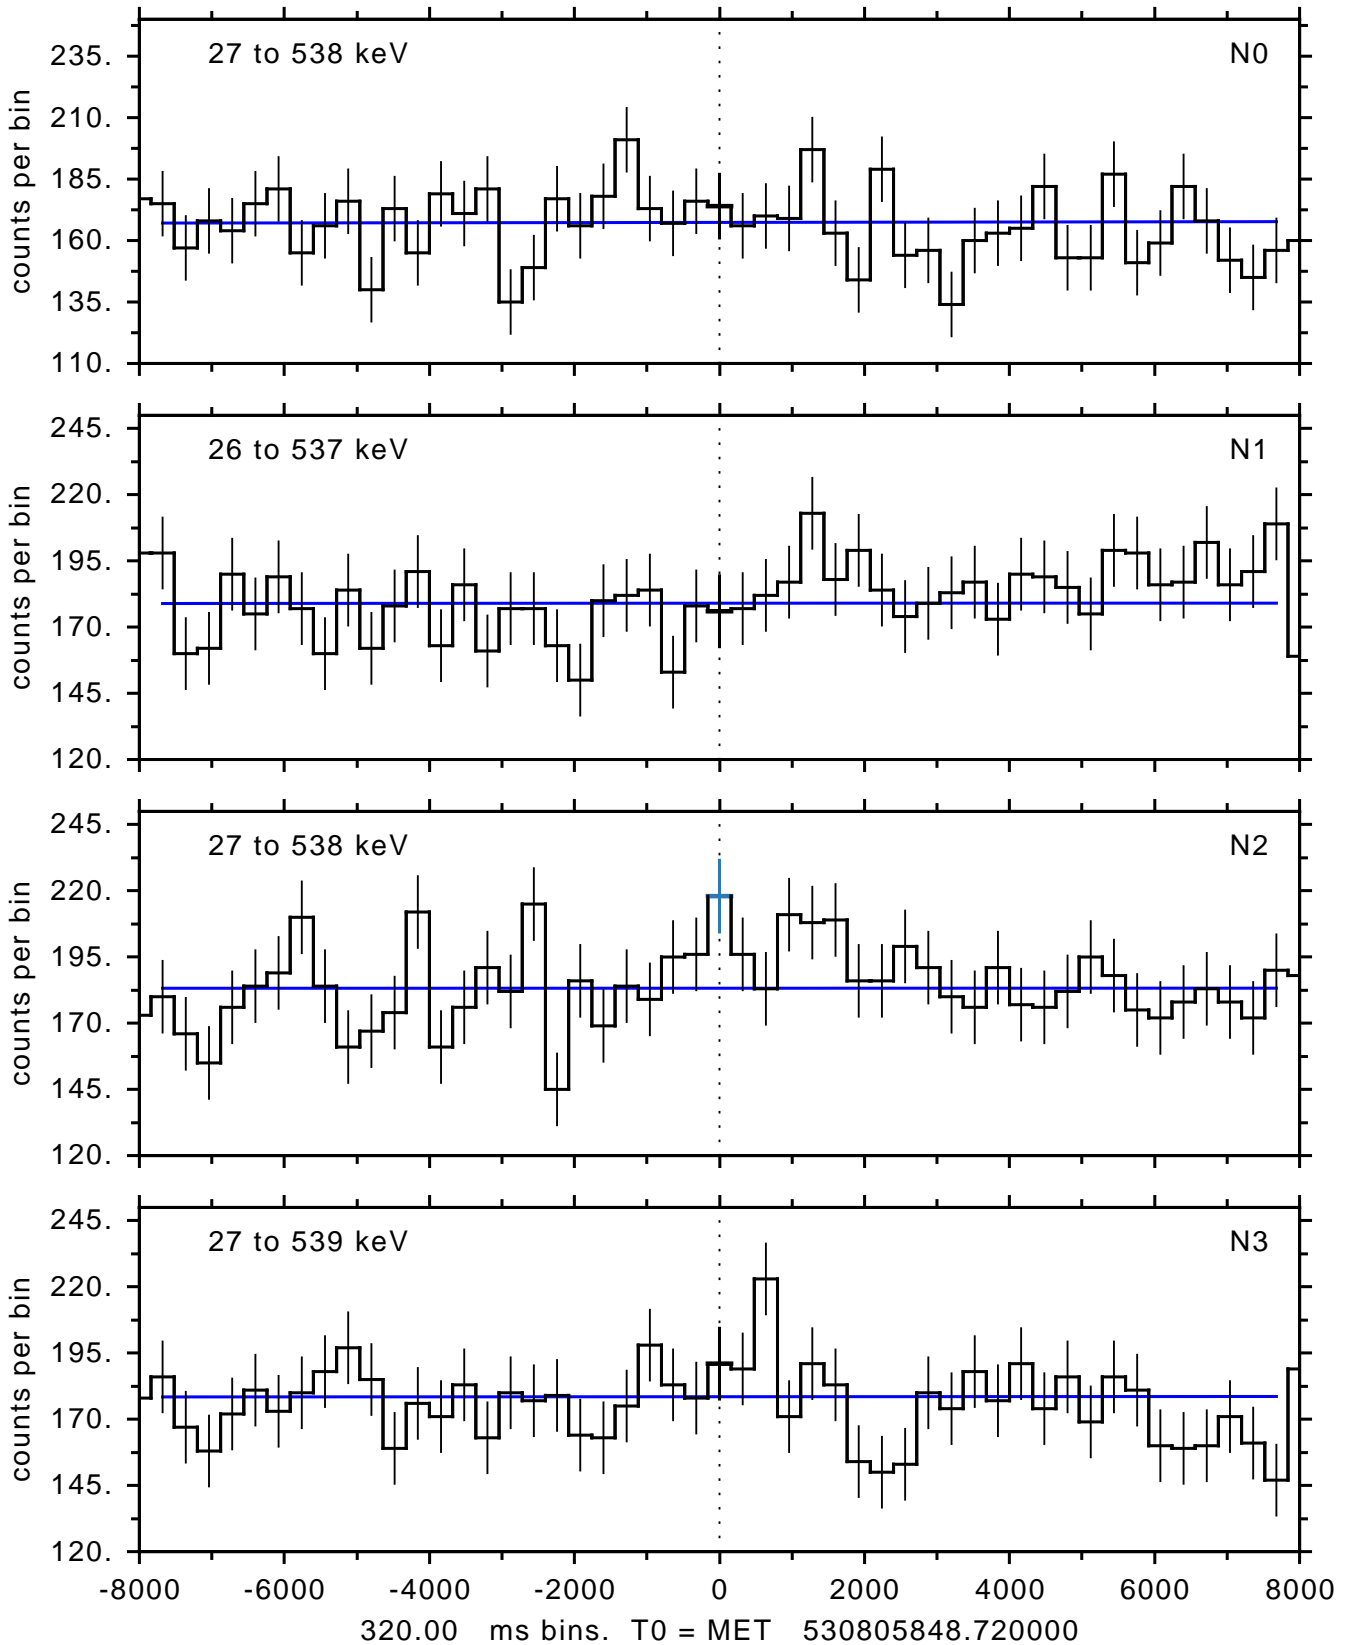 27 to 538 keV N0
counts per bin
235.
210.
185.
160.
135.
110.
26 to 537 keV N1
counts per bin
245.
220.
195.
170.
145.
120.
27 to 538 keV N2
counts per bin
245.
220.
195.
170.
145.
120.
27 to 539 keV N3
counts per bin
245.
220.
195.
170.
145.
120.
-8000 -6000 -4000 -2000 0 2000 4000 6000 8000
320.00 ms bins. T0 = MET 530805848.720000